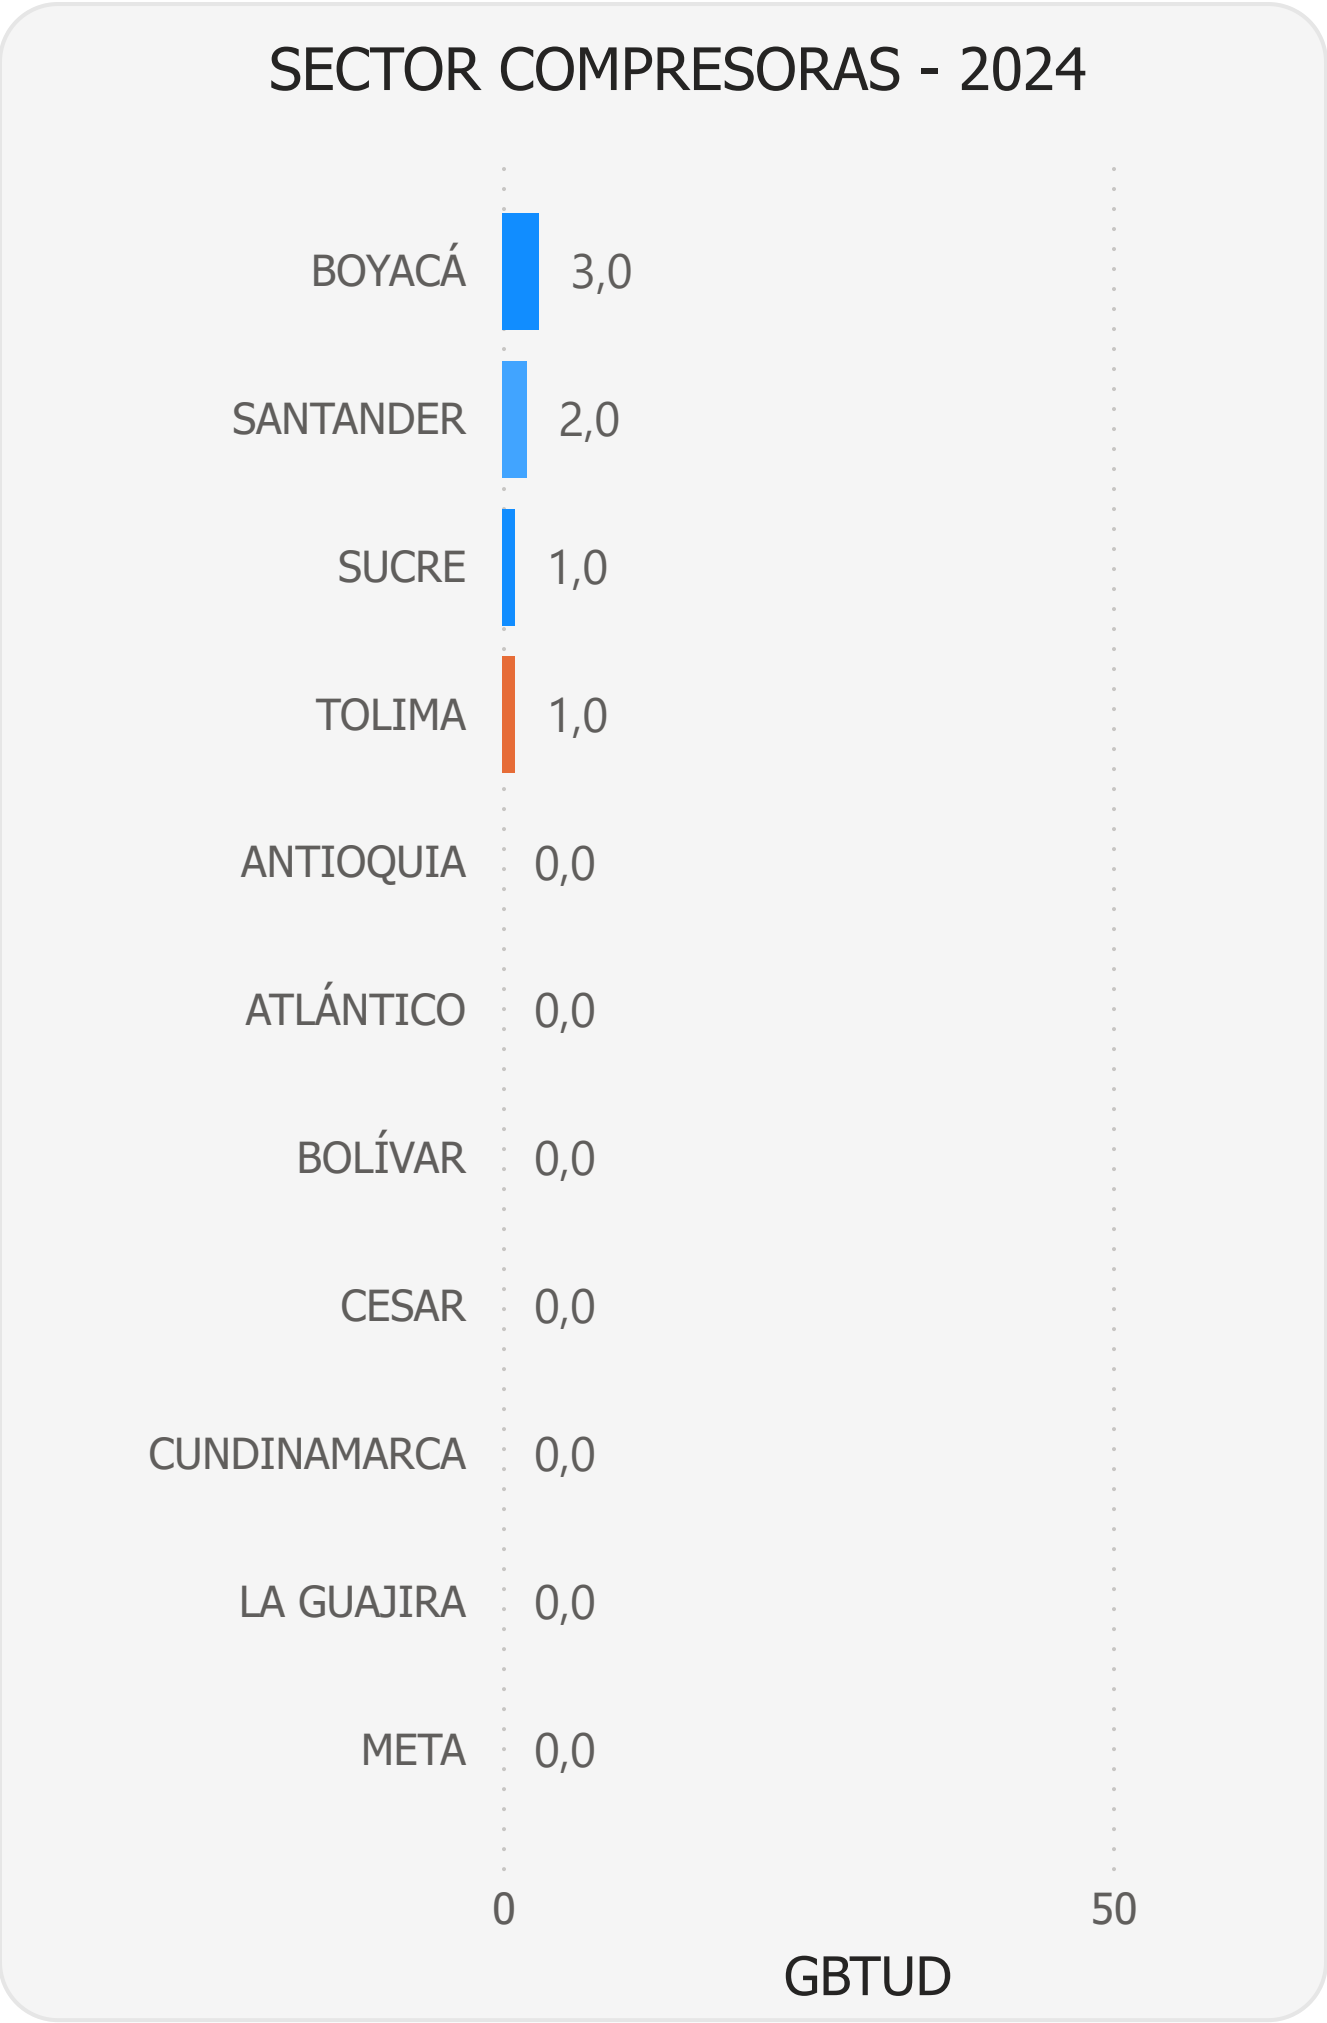 SECTOR COMPRESORAS - 2024
BOYACÁ 3,0
SANTANDER 2,0
SUCRE 1,0
TOLIMA 1,0
ANTIOQUIA 0,0
ATLÁNTICO 0,0
BOLÍVAR 0,0
CESAR 0,0
CUNDINAMARCA 0,0
LA GUAJIRA 0,0
META 0,0
0 50
GBTUD